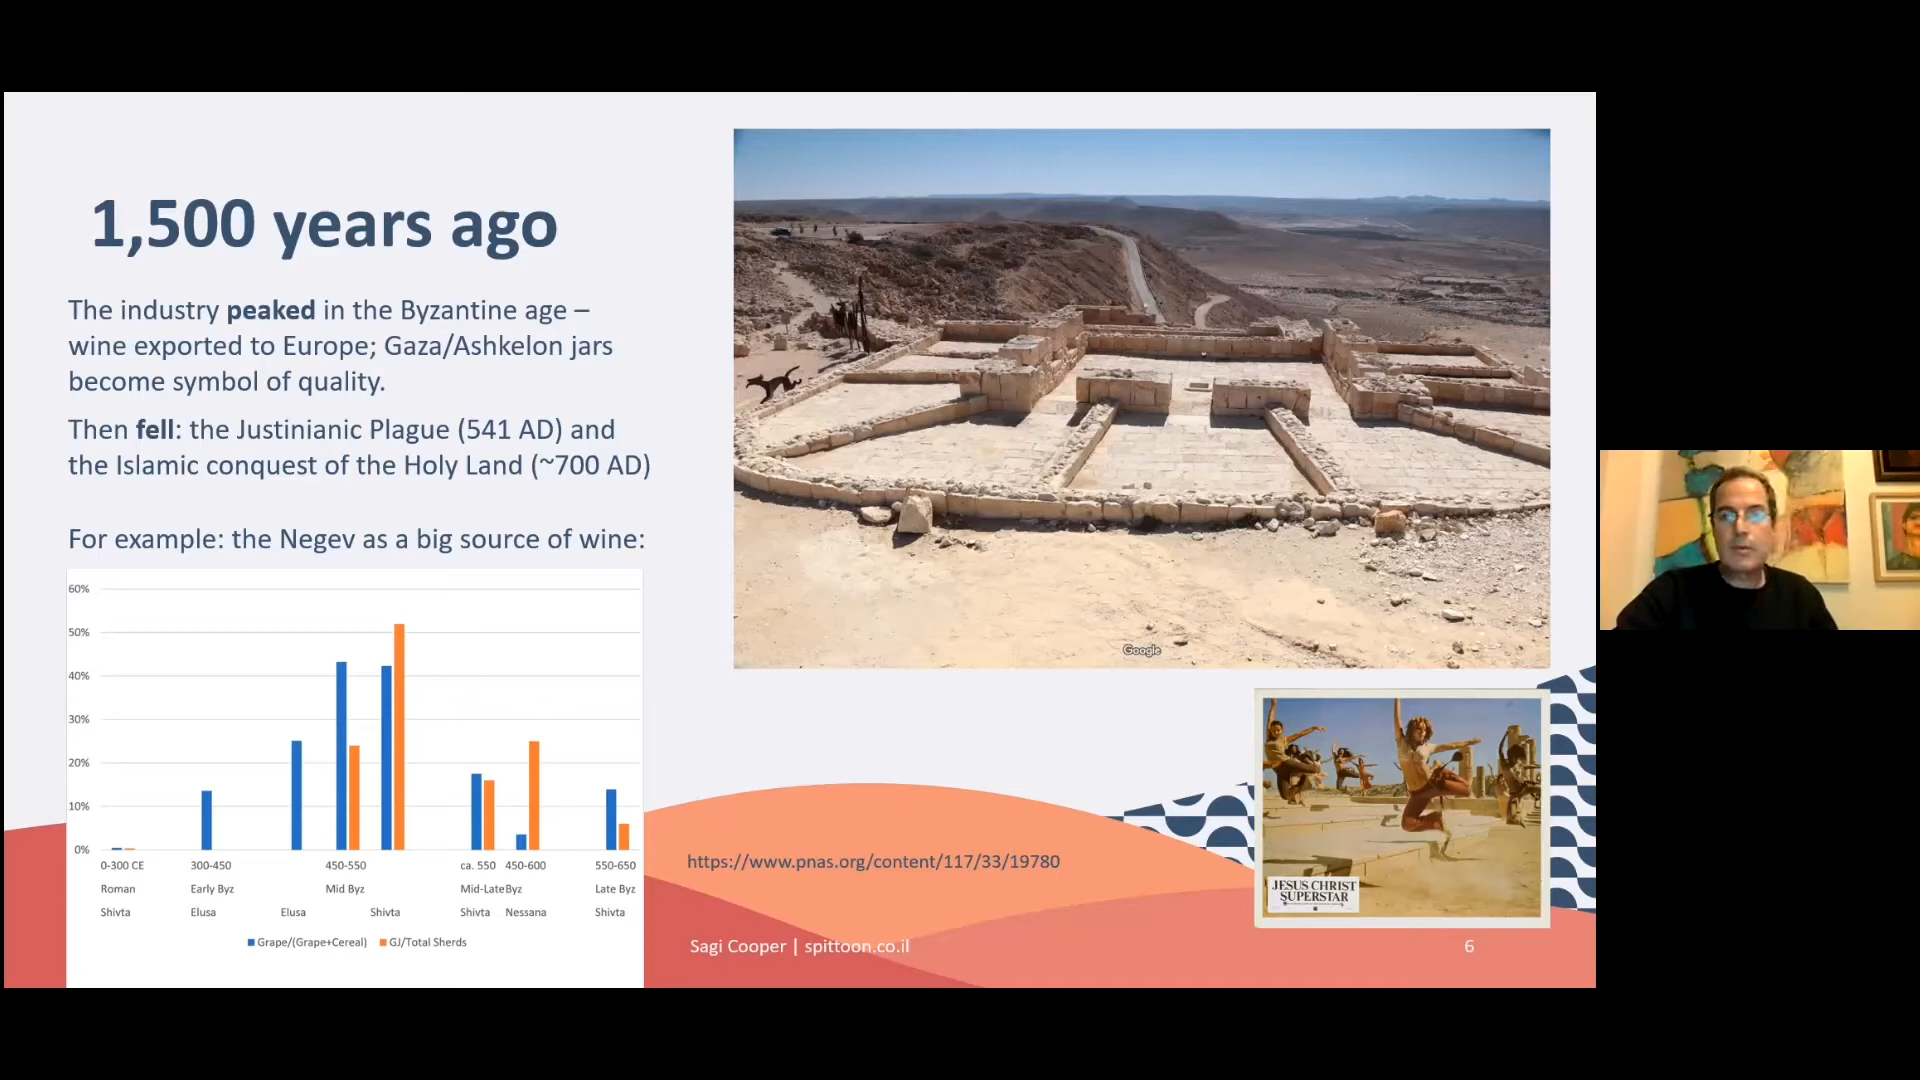 1,500 years ago
The industry peaked in the Byzantine age –
wine exported to Europe; Gaza/Ashkelon jars
become symbol of quality.
Then fell: the Justinianic Plague (541 AD) and
the Islamic conquest of the Holy Land (~700 AD)
For example: the Negev as a big source of wine:
60%
50%
40%
30%
20%
10%
0%
0-300 CE 300-450 450-550 ca. 550 450-600 550-650
Roman Early Byz Mid Byz Mid-LateByz Late Byz
Shivta Elusa Elusa Shivta Shivta Nessana Shivta
Grape/(Grape+Cereal) GJ/Total Sherds
Google
https://www.pnas.org/content/117/33/19780
JESUS CHRIST
SUPERSTAR
Sagi Cooper | spittoon.co.il
6